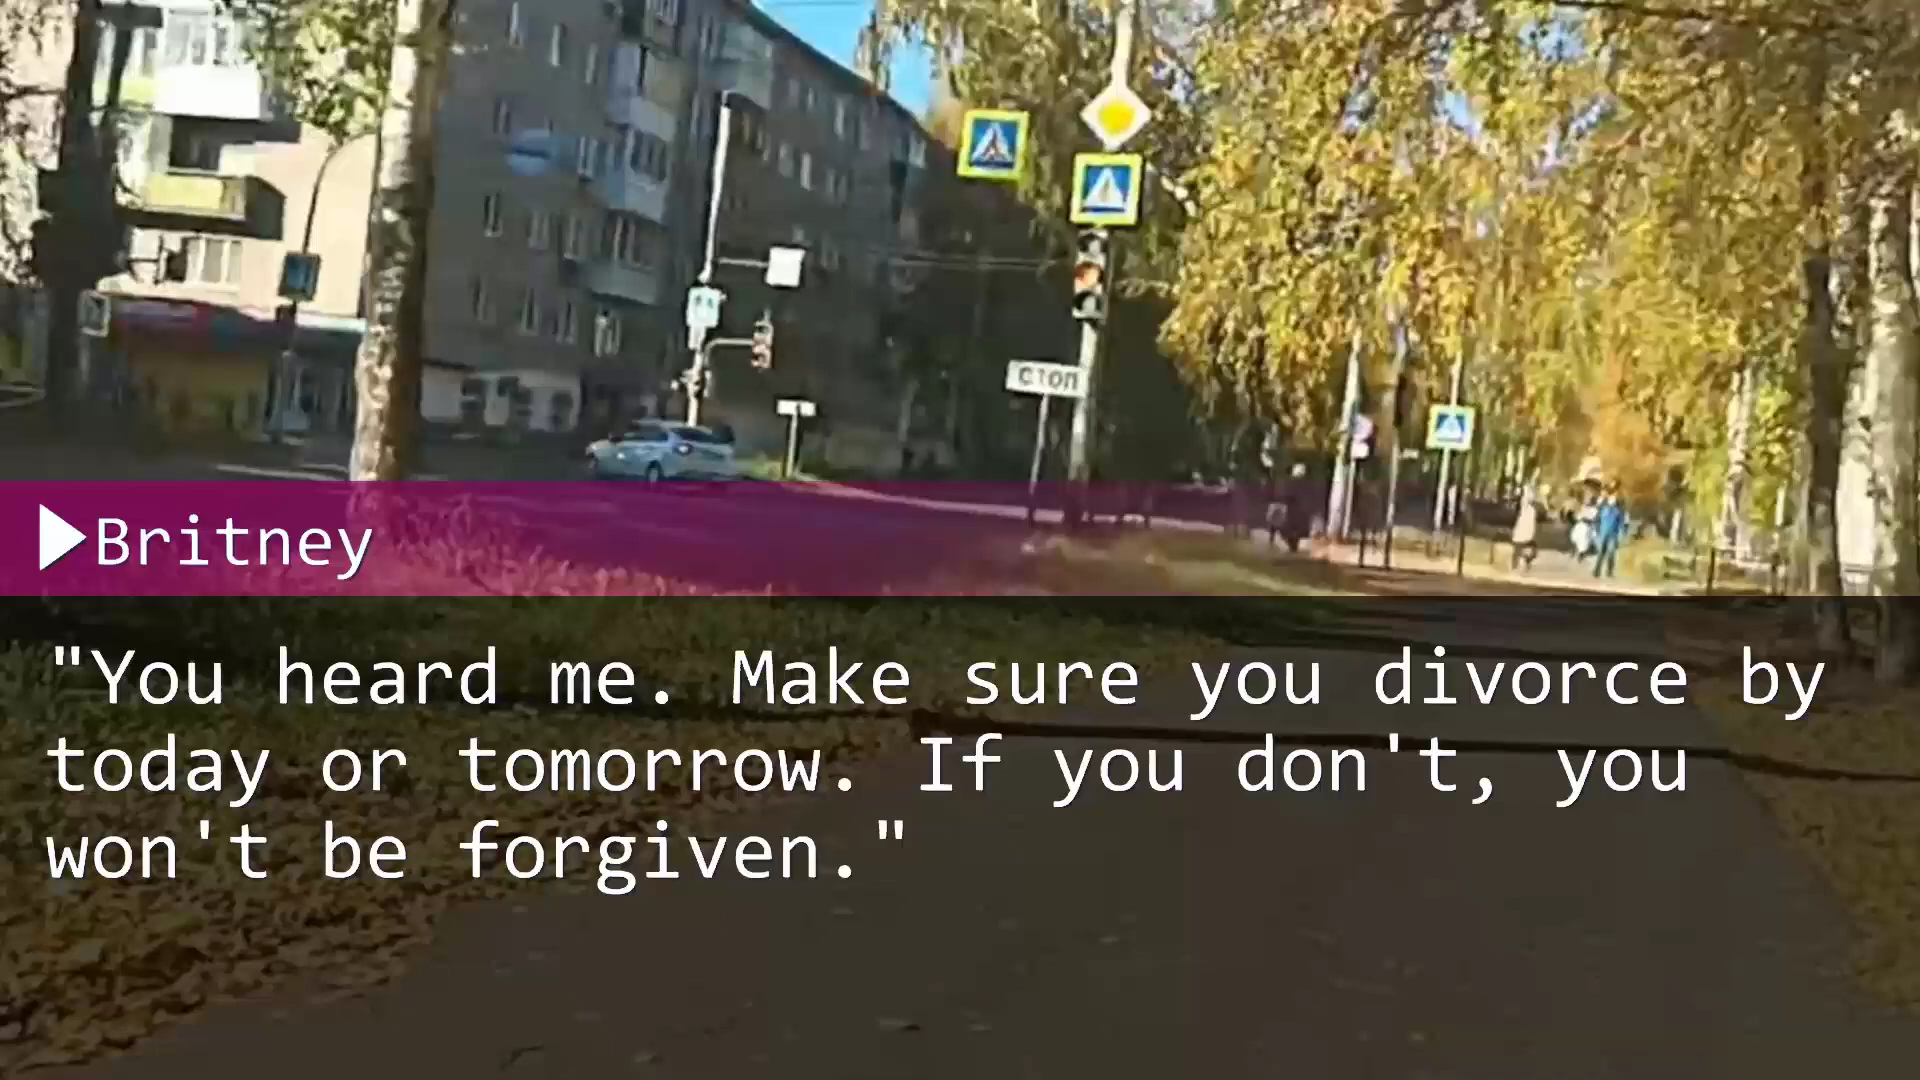 СТОП
Britney
"You heard me. Make sure you divorce by
today or tomorrow. If you don't, you
won't be forgiven."